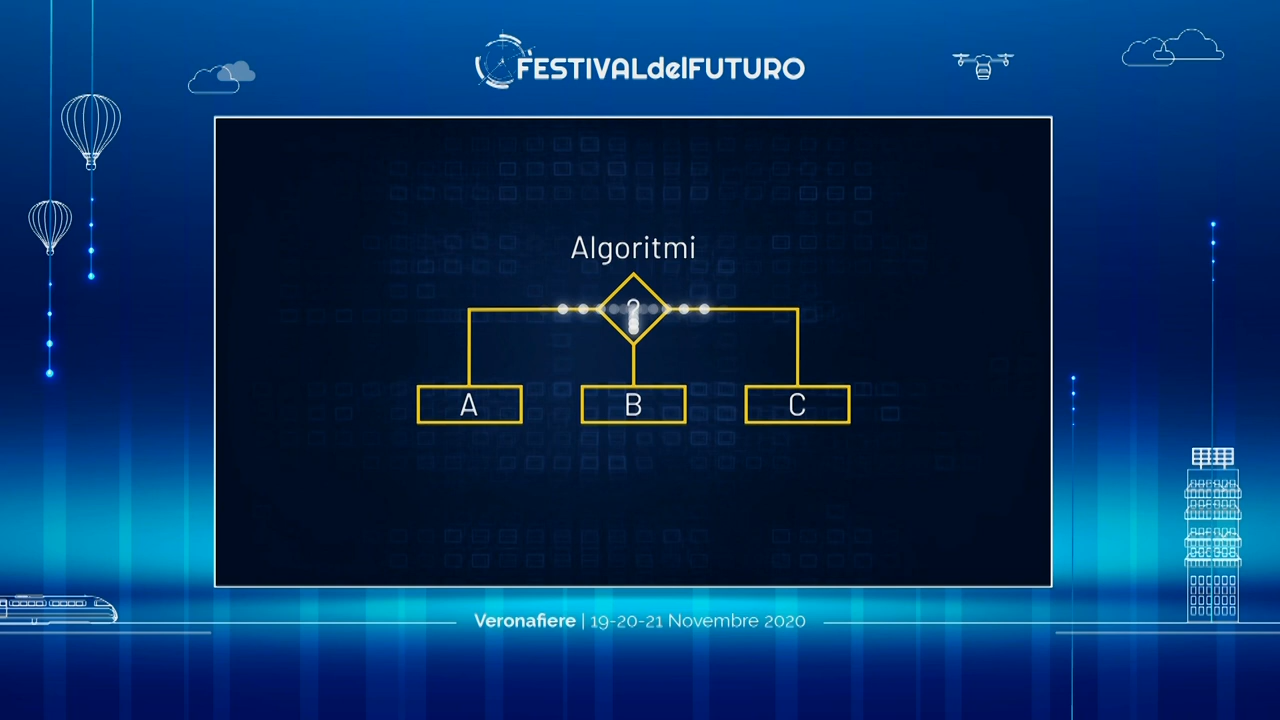 FESTIVALdelFUTURO
Algoritmi
?
A B C
Veronafiere | 19-20-21 Novembre 2020